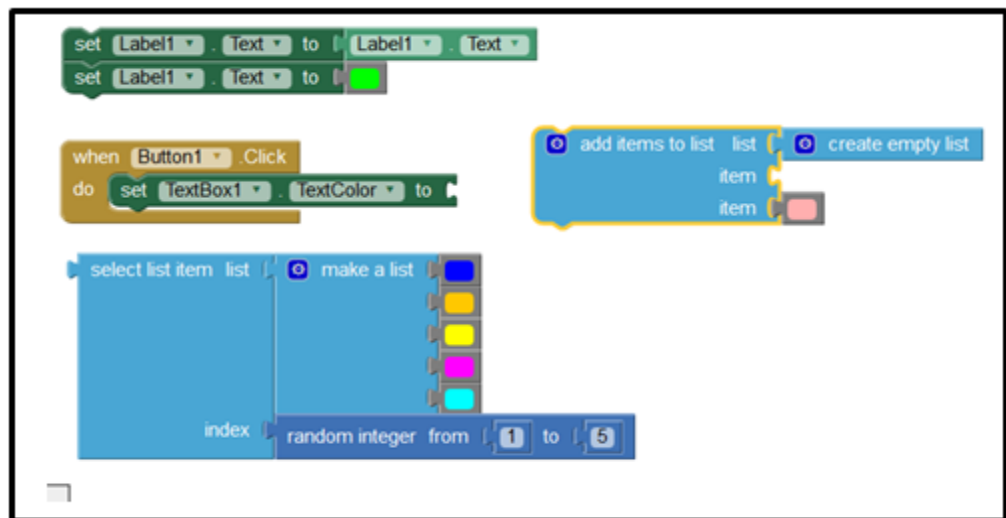 set Label1 . Text to Label1 . Text
set Label1 . Text to
when Button1 .Click
do set TextBox1 . TextColor to
add items to list list create empty list
item
item
select list item list make a list
index random integer from 1 to 5